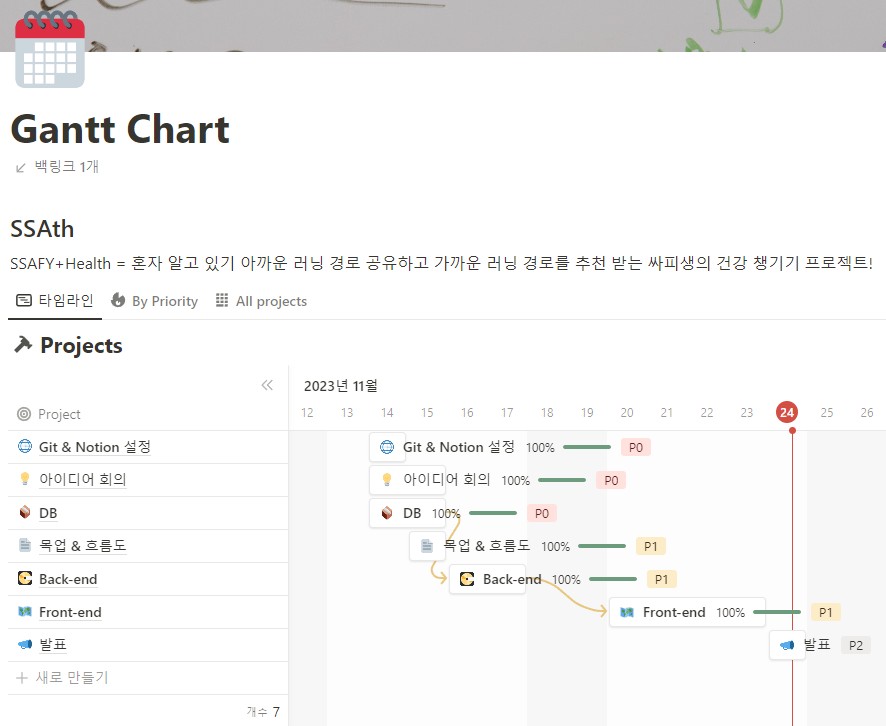 Gantt Chart
백링크 1개
SSAth
SSAFY+Health = 혼자 알고 있기 아까운 러닝 경로 공유하고 가까운 러닝 경로를 추천 받는 싸피생의 건강 챙기기 프로젝트!
타임라인 By Priority All projects
Projects
2023년 11월
Project 12 13 14 15 16 17 18 19 20 21 22 23 24 25 26
Git & Notion 설정 Git & Notion 설정 100% P0
아이디어 회의 아이디어 회의 100% P0
DB DB 100% P0
목업 & 흐름도 목업 & 흐름도 100% P1
Back-end Back-end 100% P1
Front-end Front-end 100% P1
발표 발표 P2
새로 만들기
개수 7